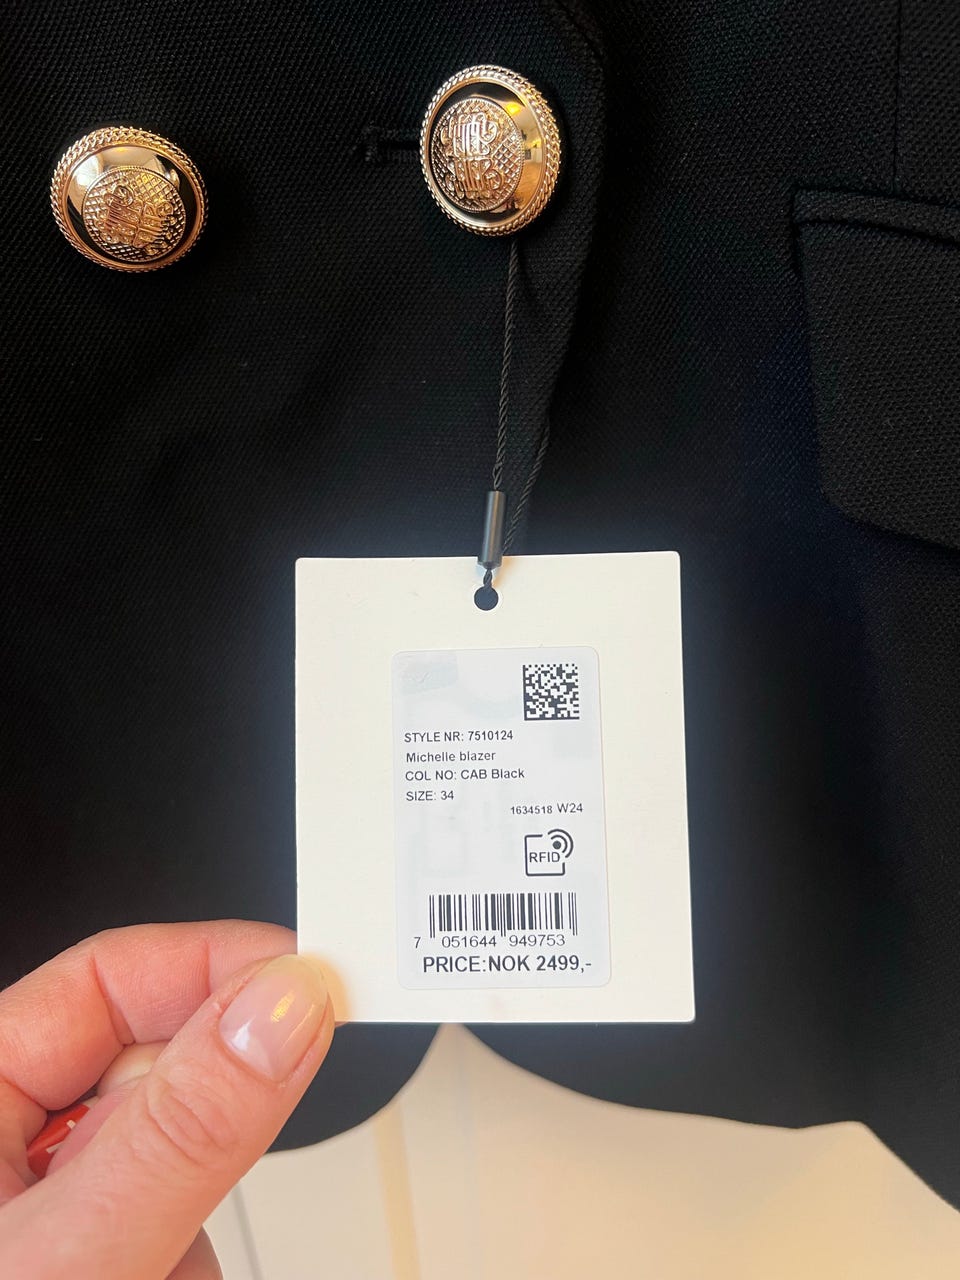 STYLE NR: 7510124
Michelle blazer
COL NO: CAB Black
SIZE: 34
1634518 W24
RFID
7 051644 949753
PRICE:NOK 2499,-